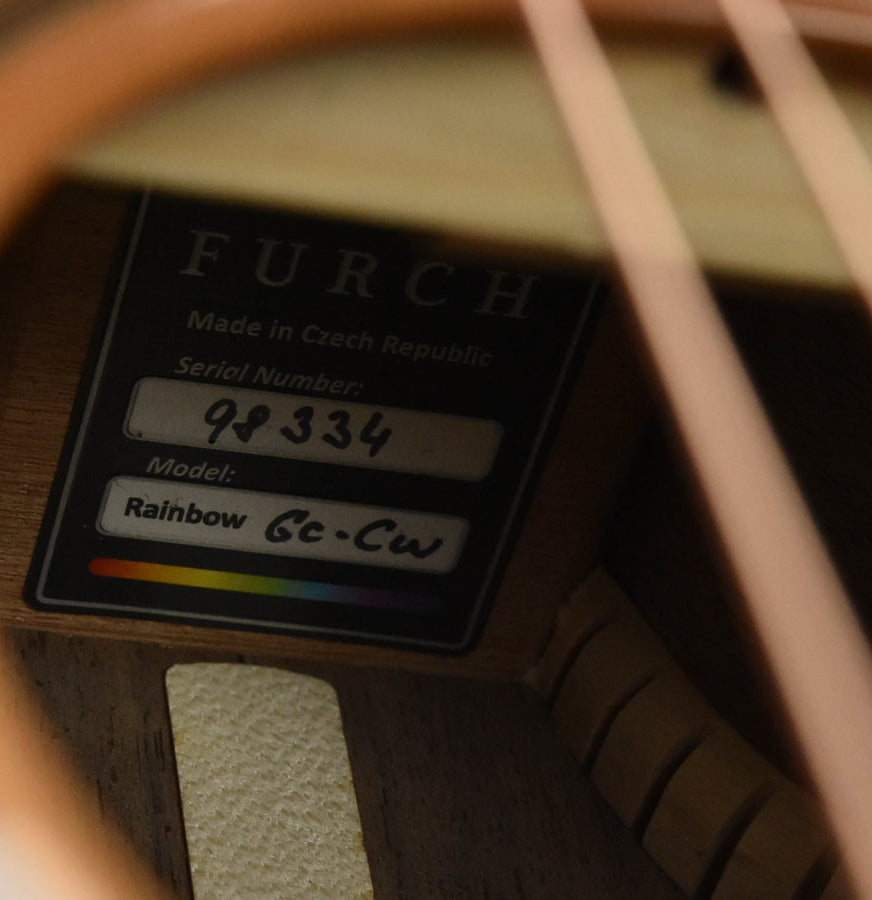 FURCH
Made in Czech Republic
Serial Number:
98334
Model:
Rainbow Gc-Cw